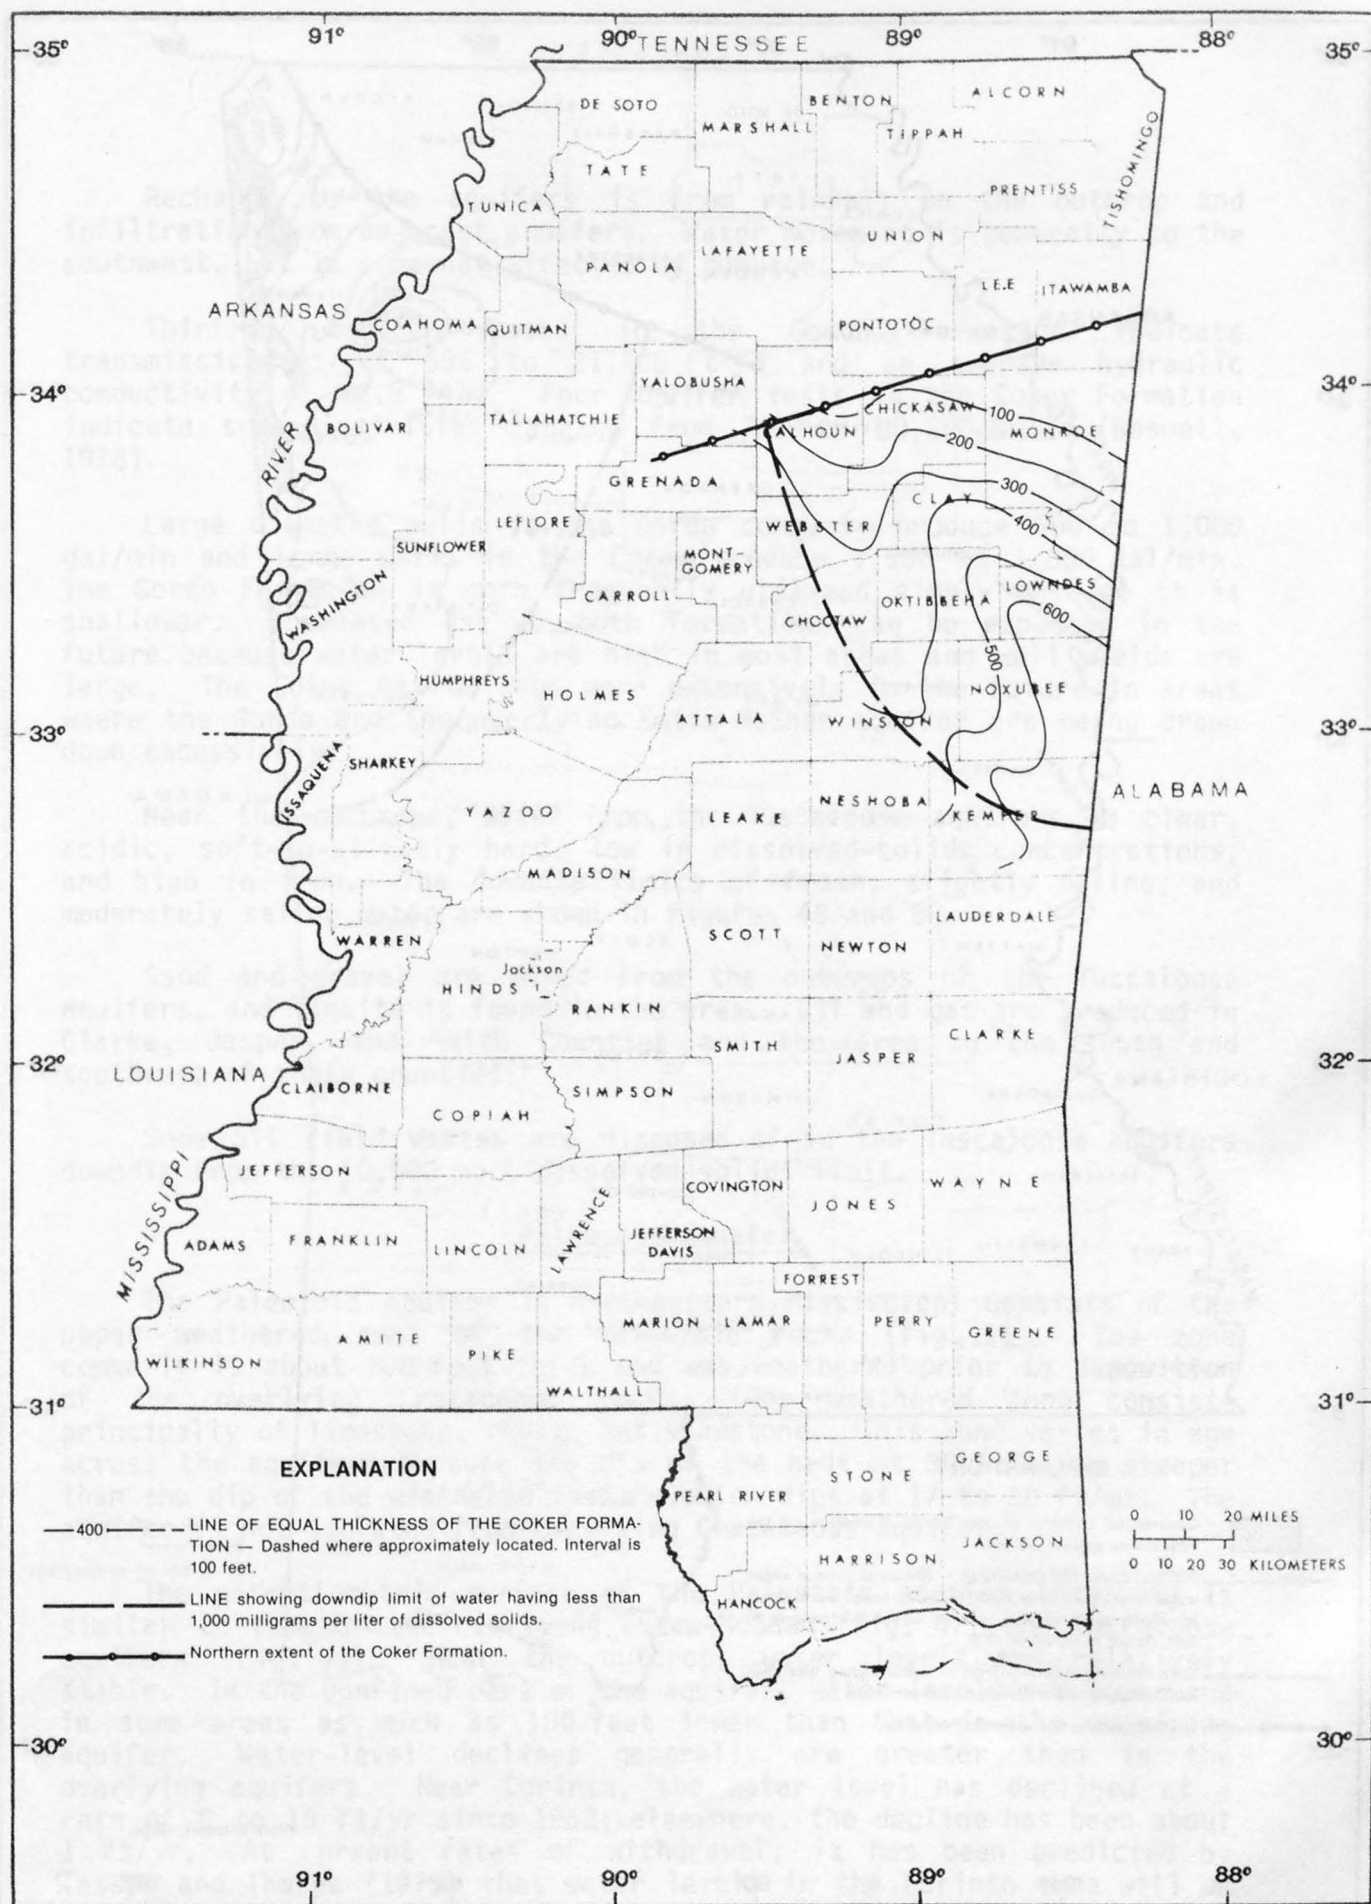 91° 90° TENNESSEE 89° 88°
35° 35°
DE SOTO BENTON ALCORN
MARSHALL TIPPAH
TISHOMINGO
TATE
PRENTISS
TUNICA
UNION
LAFAYETTE
PANOLA
LEE ITAWAMBA
ARKANSAS
COAHOMA QUITMAN PONTOTOC
34° YALOBUSHA 34°
CHICKASAW 100
TALLAHATCHIE
BOLIVAR CALHOUN MONROE
200
RIVER
GRENADA 300
CLAY
LEFLORE WEBSTER 400
SUNFLOWER
MONT-
GOMERY
WASHINGTON
CARROLL LOWNDES
OKTIBBEHA
600
CHOCTAW
500
HUMPHREYS
HOLMES NOXUBEE
ATTALA WINSTON
33° 33°
ISSAQUENA
SHARKEY
ALABAMA
NESHOBA
YAZOO LEAKE KEMPER
MADISON
LAUDERDALE
WARREN SCOTT NEWTON
Jackson
HINDS
RANKIN
CLARKE
SMITH JASPER
32° 32°
LOUISIANA
CLAIBORNE SIMPSON
COPIAH
JEFFERSON
COVINGTON WAYNE
JONES
MISSISSIPPI
LAWRENCE
ADAMS FRANKLIN LINCOLN JEFFERSON
DAVIS
FORREST
MARION LAMAR PERRY
GREENE
AMITE
WILKINSON PIKE
WALTHALL
31° 31°
GEORGE
STONE
PEARL RIVER
HARRISON JACKSON
HANCOCK
EXPLANATION
400 LINE OF EQUAL THICKNESS OF THE COKER FORMA-
TION — Dashed where approximately located. Interval is
100 feet.
LINE showing downdip limit of water having less than
1,000 milligrams per liter of dissolved solids.
Northern extent of the Coker Formation.
0 10 20 MILES
0 10 20 30 KILOMETERS
30° 30°
91° 90° 89° 88°